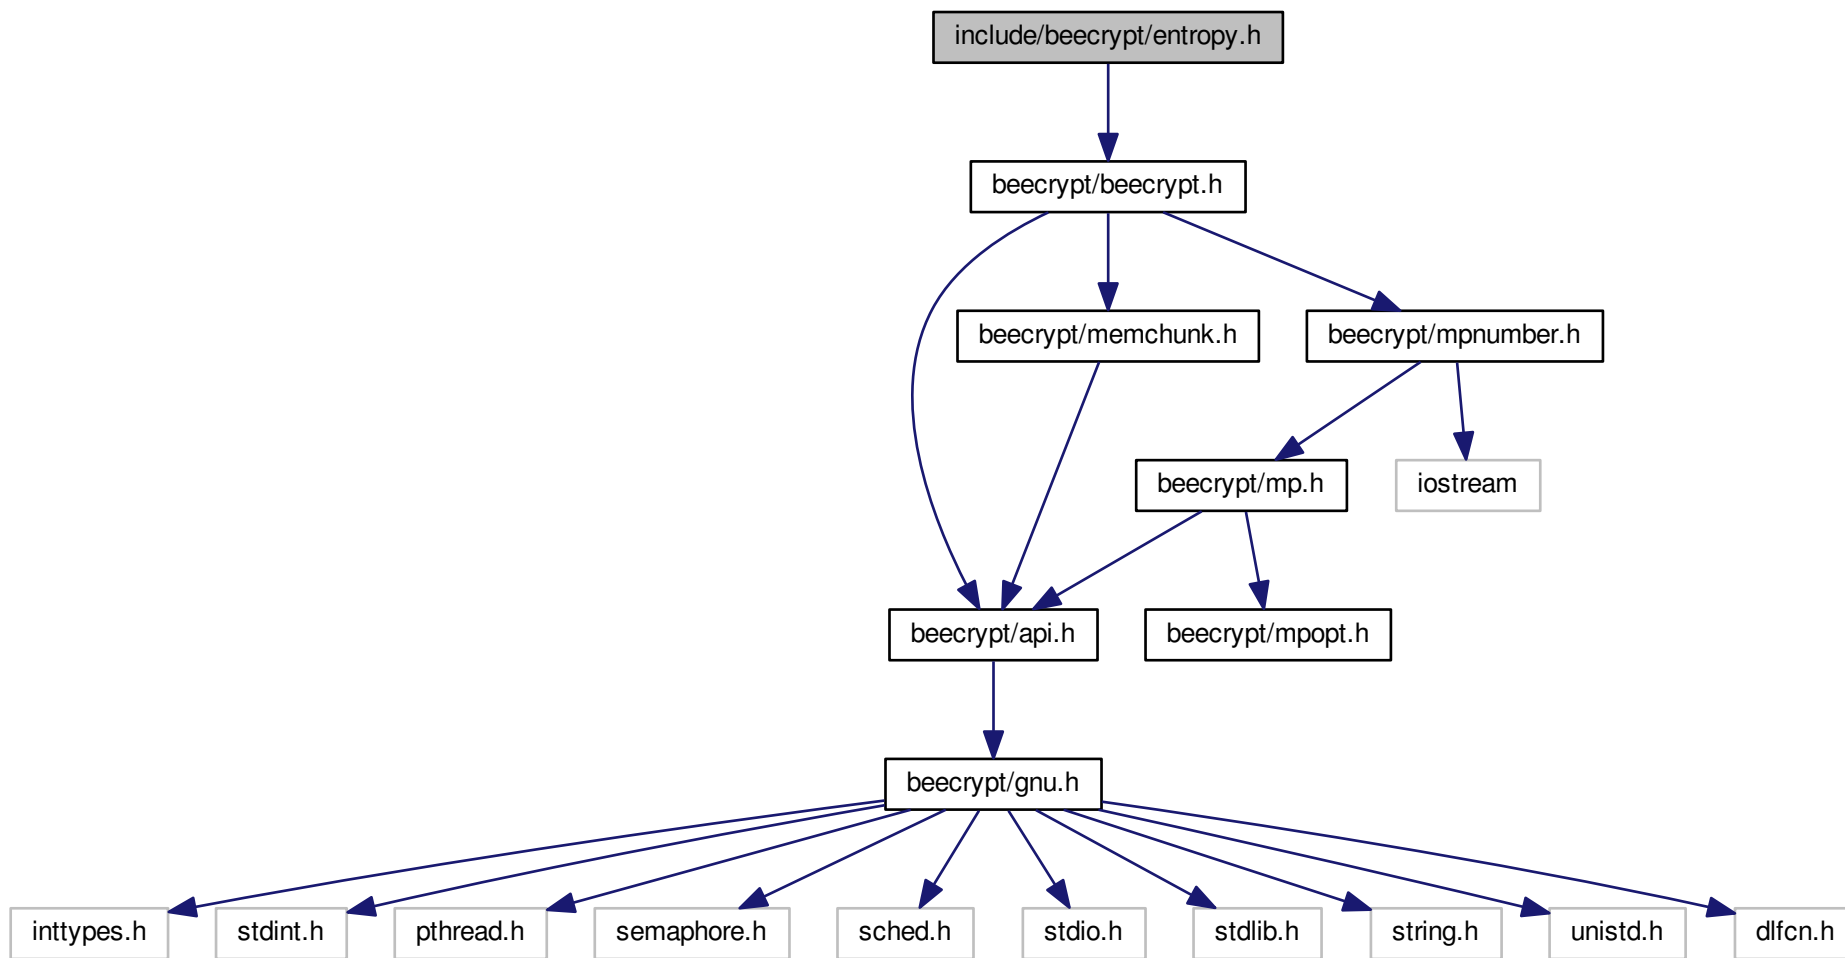 include/beecrypt/entropy.h
beecrypt/beecrypt.h
beecrypt/memchunk.h
beecrypt/mpnumber.h
beecrypt/mp.h
iostream
beecrypt/api.h
beecrypt/mpopt.h
beecrypt/gnu.h
inttypes.h
stdint.h
pthread.h
semaphore.h
sched.h
stdio.h
stdlib.h
string.h
unistd.h
dlfcn.h